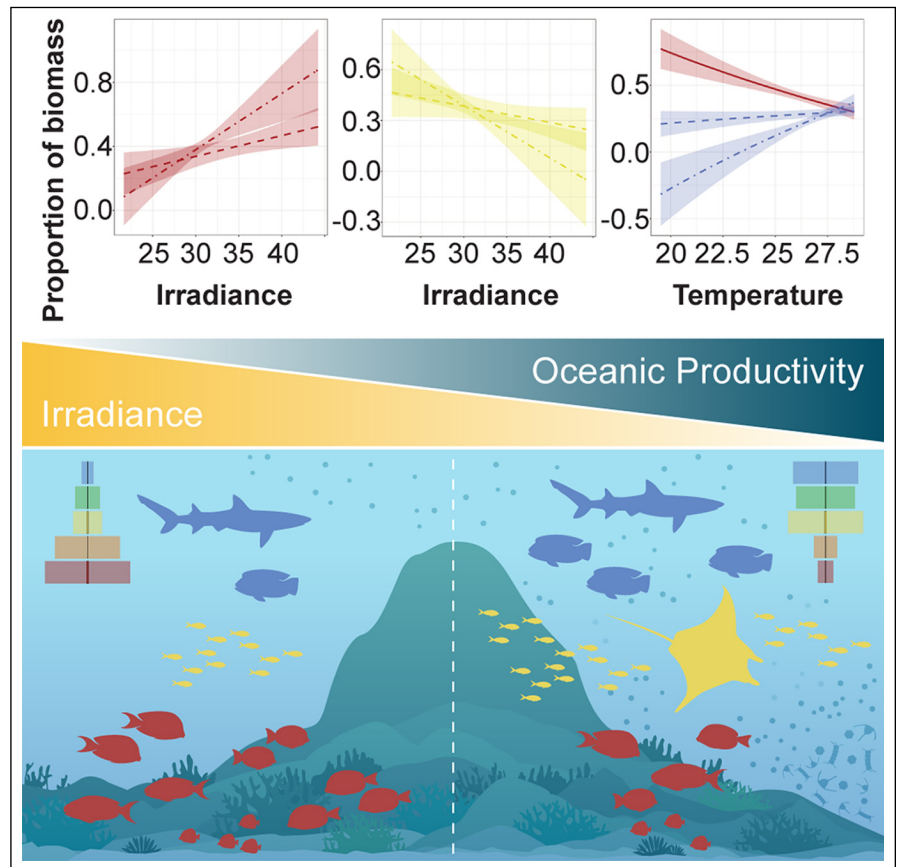 Proportion of biomass
0.8
0.4
0.0
25 30 35 40
Irradiance
0.6
0.3
0.0
-0.3
25 30 35 40
Irradiance
0.5
0.0
-0.5
20 22.5 25 27.5
Temperature
Oceanic Productivity
Irradiance